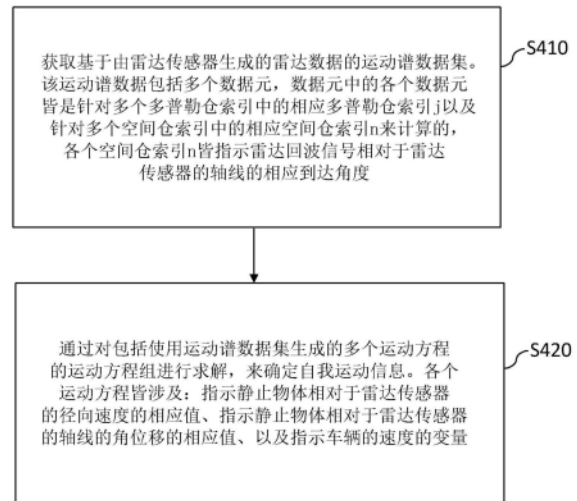 获取基于由雷达传感器生成的雷达数据的运动谱数据集。
该运动谱数据包括多个数据元，数据元中的各个数据元
皆是针对多个多普勒仓索引中的相应多普勒仓索引j以及
针对多个空间仓索引中的相应空间仓索引n来计算的，
各个空间仓索引n皆指示雷达回波信号相对于雷达
传感器的轴线的相应到达角度
S410
通过对包括使用运动谱数据集生成的多个运动方程
的运动方程组进行求解，来确定自我运动信息。各个
运动方程皆涉及：指示静止物体相对于雷达传感器
的径向速度的相应值、指示静止物体相对于雷达传感器
的轴线的角位移的相应值、以及指示车辆的速度的变量
S420